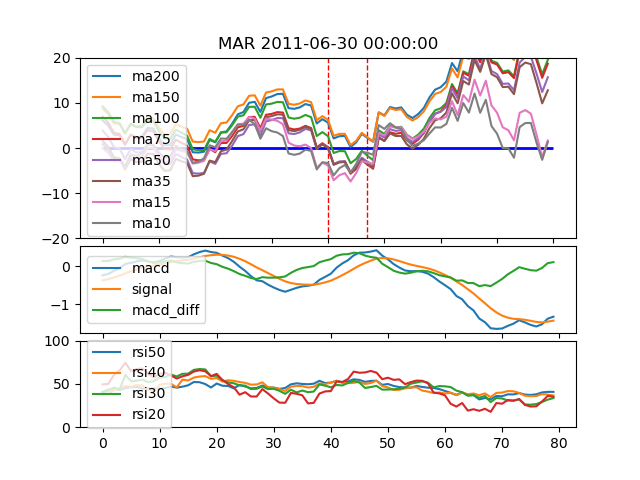 MAR 2011-06-30 00:00:00
20
10
0
−10
−20
ma200
ma150
ma100
ma75
ma50
ma35
ma15
ma10
0
−1
macd
signal
macd_diff
100
50
0
rsi50
rsi40
rsi30
rsi20
0 10 20 30 40 50 60 70 80